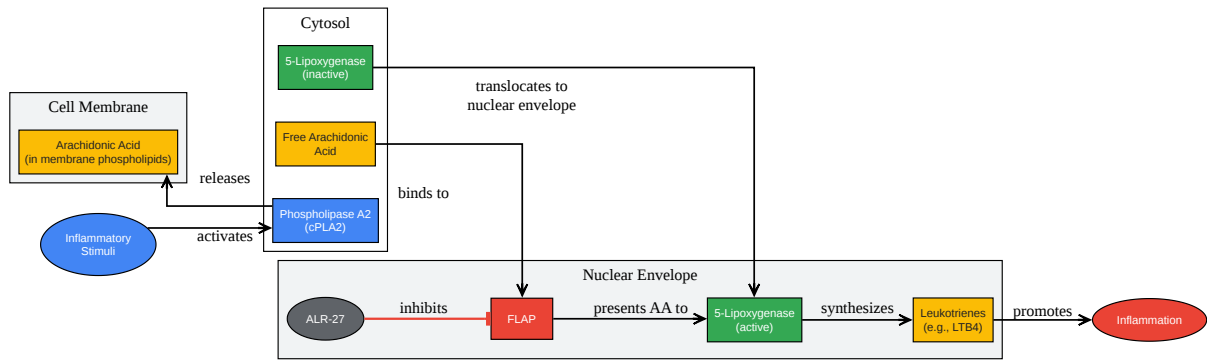 Cytosol
5-Lipoxygenase
(inactive)
translocates to
nuclear envelope
Cell Membrane
Arachidonic Acid
(in membrane phospholipids)
Free Arachidonic
Acid
releases
binds to
Phospholipase A2
(cPLA2)
Inflammatory
Stimuli
activates
Nuclear Envelope
ALR-27
inhibits
FLAP
presents AA to
5-Lipoxygenase
(active)
synthesizes
Leukotrienes
(e.g., LTB4)
promotes
Inflammation